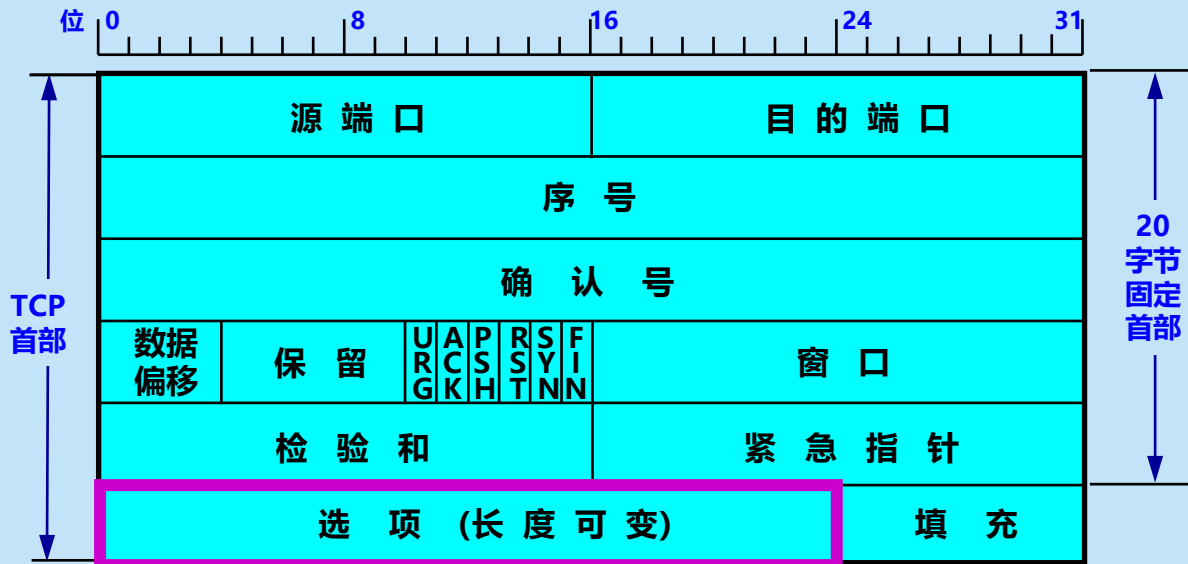 位 0 8 16 24 31
源 端 口 目 的 端 口
序 号
确 认 号
数据
偏移
保 留
URG
ACK
PSH
RST
SYN
FIN
窗 口
检 验 和 紧 急 指 针
选 项 (长 度 可 变) 填 充
TCP
首部
20
字节
固定
首部